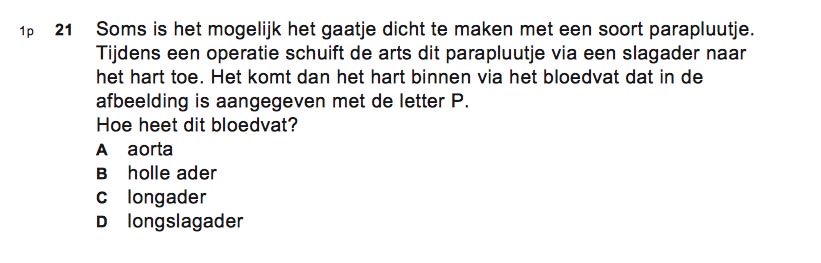 1p 21 Soms is het mogelijk het gaatje dicht te maken met een soort parapluutje.
Tijdens een operatie schuift de arts dit parapluutje via een slagader naar
het hart toe. Het komt dan het hart binnen via het bloedvat dat in de
afbeelding is aangegeven met de letter P.
Hoe heet dit bloedvat?
A aorta
B holle ader
C longader
D longslagader